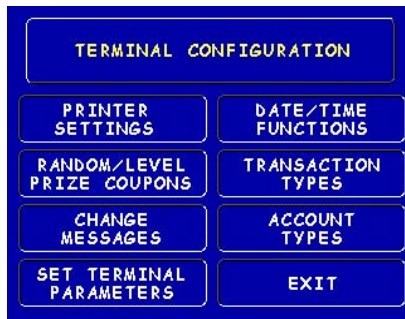 TERMINAL CONFIGURATION
PRINTER
SETTINGS
DATE/TIME
FUNCTIONS
RANDOM/LEVEL
PRIZE COUPONS
TRANSACTION
TYPES
CHANGE
MESSAGES
ACCOUNT
TYPES
SET TERMINAL
PARAMETERS
EXIT